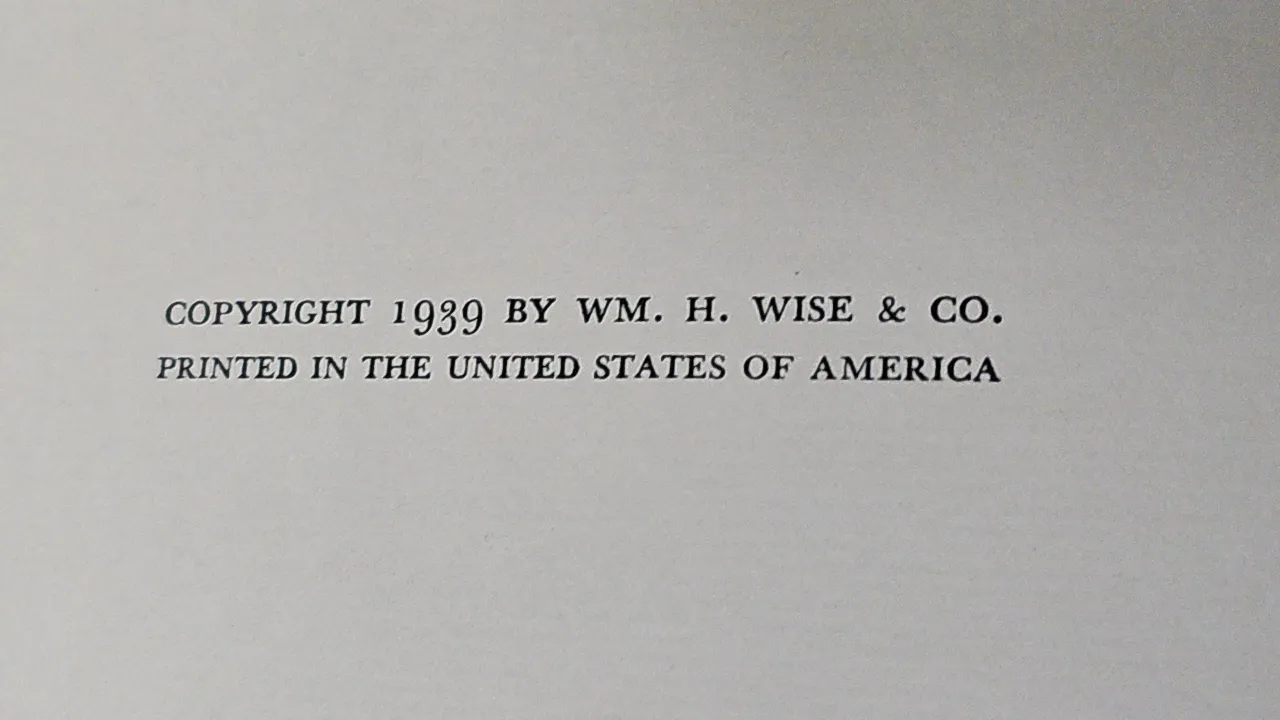 COPYRIGHT 1939 BY WM. H. WISE & CO.
PRINTED IN THE UNITED STATES OF AMERICA